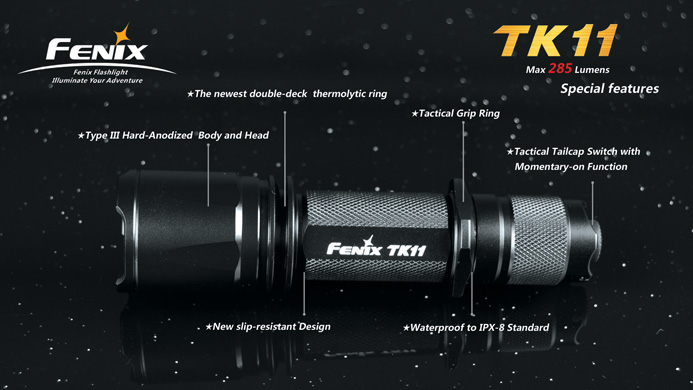 FENIX
Fenix Flashlight
Illuminate Your Adventure
TK11
Max 285 Lumens
Special features
★The newest double-deck thermolytic ring
★Tactical Grip Ring
★Type III Hard-Anodized Body and Head
★Tactical Tailcap Switch with
Momentary-on Function
FENIX TK11
★New slip-resistant Design
★Waterproof to IPX-8 Standard